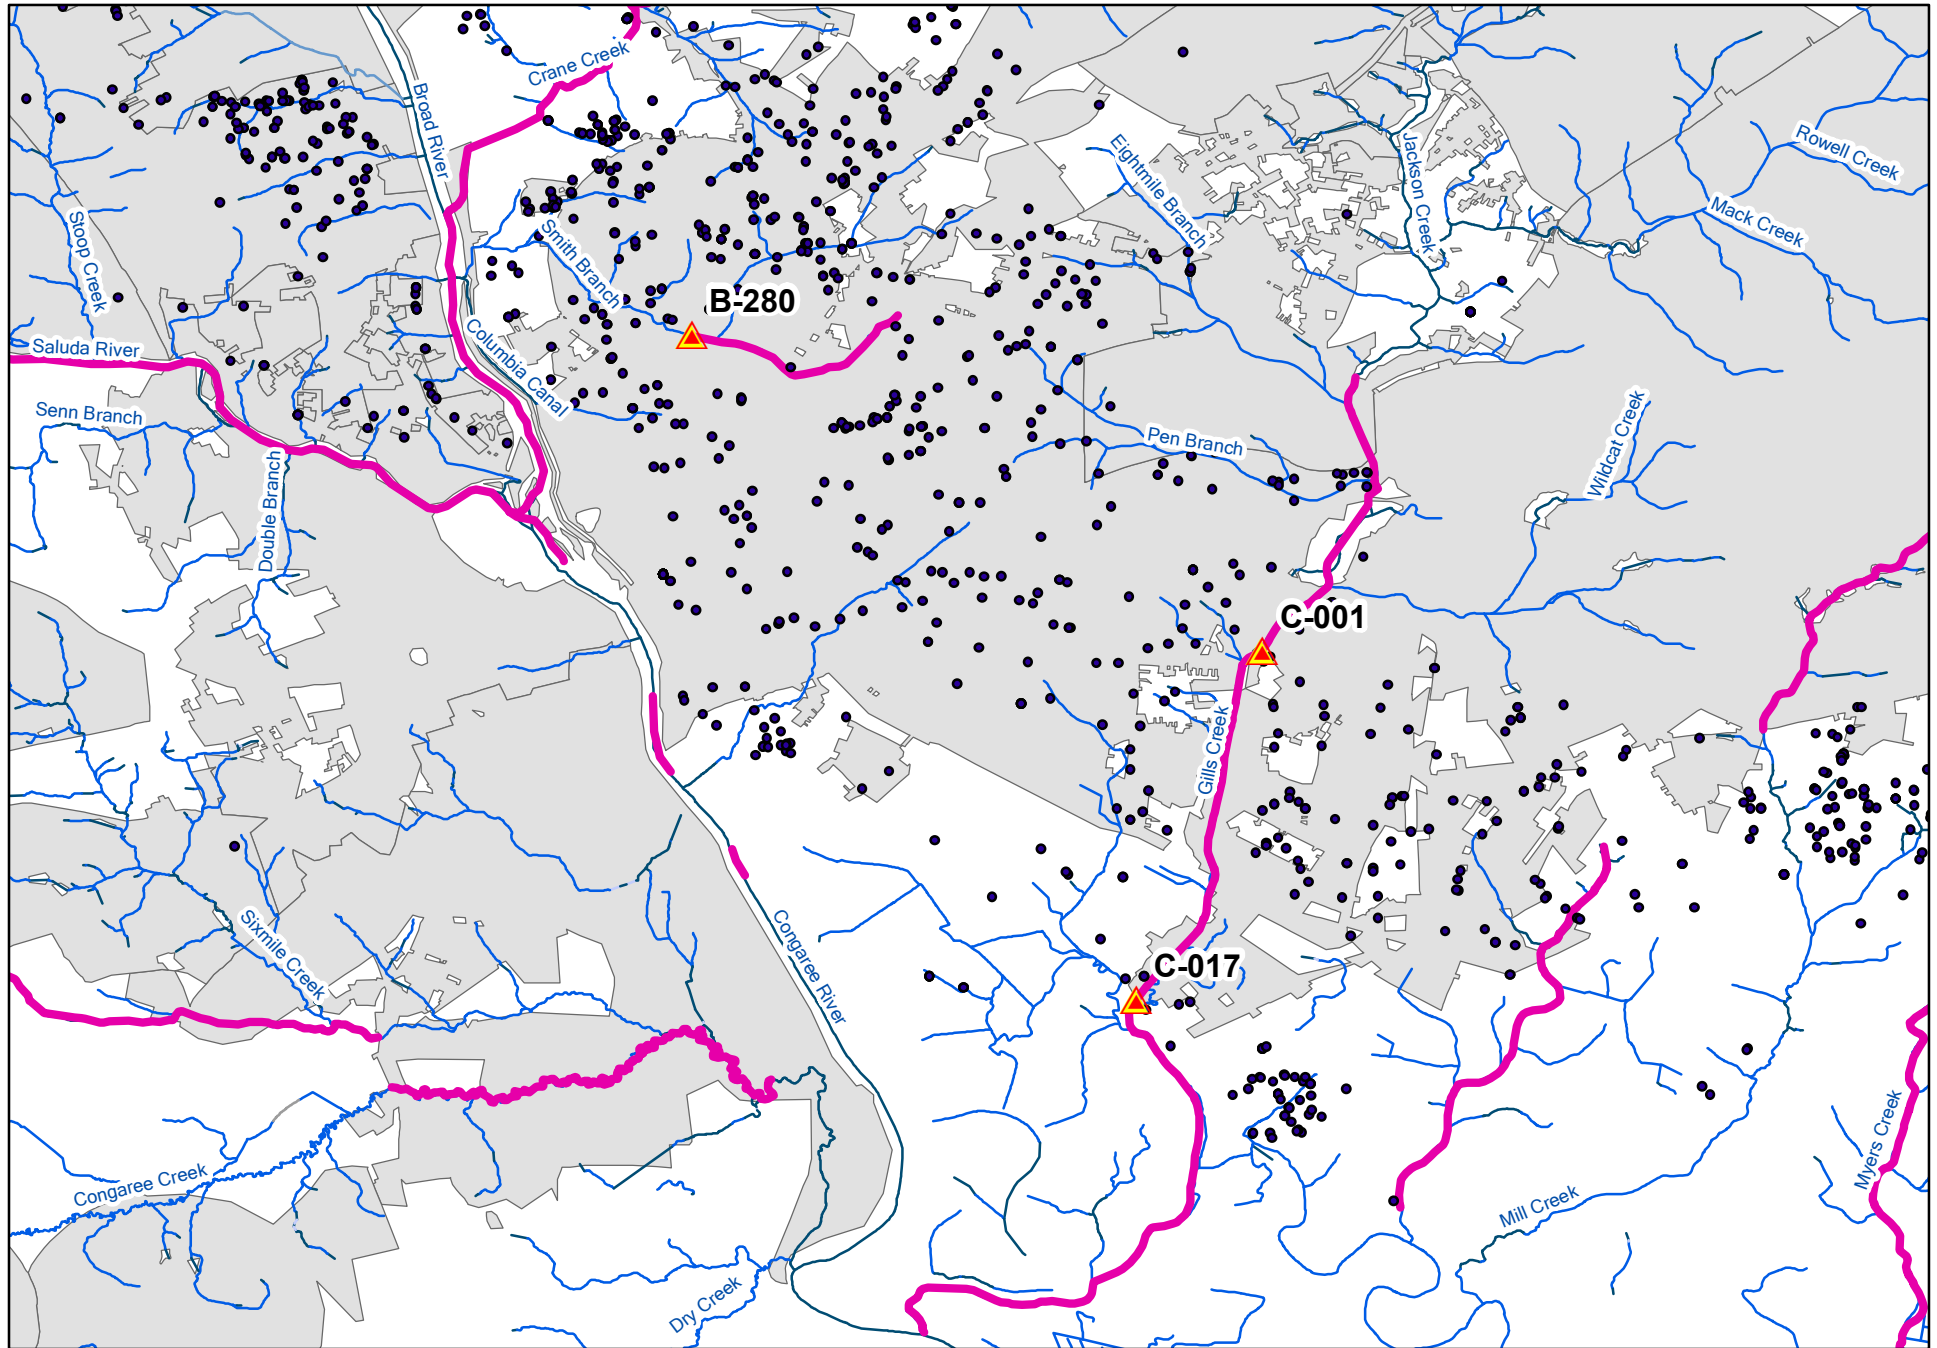 Crane Creek
Broad River
Jackson Creek
Rowell Creek
Eightmile Branch
Mack Creek
Stoop Creek
Smith Branch
B-280
Saluda River
Columbia Canal
Senn Branch
Wildcat Creek
Pen Branch
Double Branch
C-001
Gills Creek
Sixmile Creek
Congaree River
C-017
Myers Creek
Congaree Creek
Mill Creek
Dry Creek